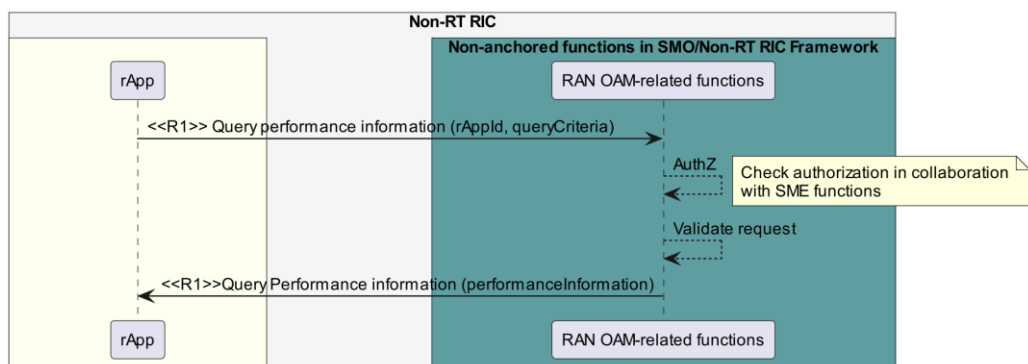 Non-RT RIC
Non-anchored functions in SMO/Non-RT RIC Framework
rApp
RAN OAM-related functions
<<R1>> Query performance information (rAppId, queryCriteria)
AuthZ
Check authorization in collaboration
with SME functions
Validate request
<<R1>>Query Performance information (performanceInformation)
rApp
RAN OAM-related functions